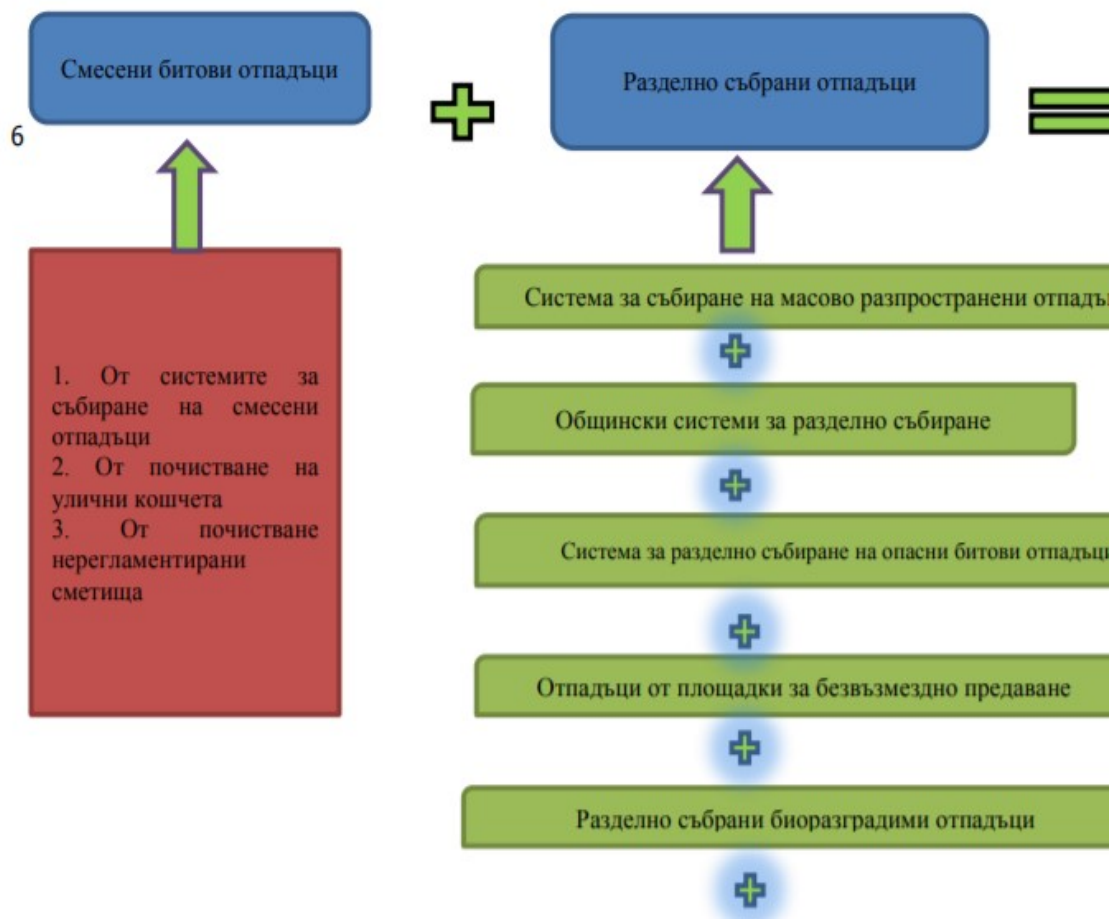 Смесени битови отпадъци
Разделно събрани отпадъци
6
1. От системите за
събиране на смесени
отпадъци
2. От почистване на
улични кошчета
3. От почистване
нерегламентирани
сметища
Система за събиране на масово разпространени
Общински системи за разделно събиране
Система за разделно събиране на опасни битови отпадъци
Отпадъци от площадки за безвъзмездно предаване
Разделно събрани биоразградими отпадъци